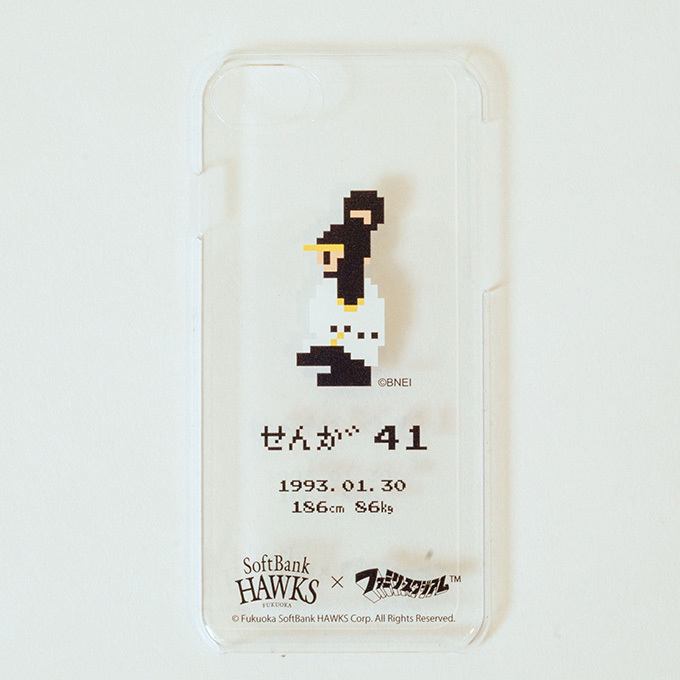 ©BNEI
せんが 41
1993.01.30
186cm 86kg
SoftBank
HAWKS
FUKUOKA
×
ファミリースタジアム™
© Fukuoka SoftBank HAWKS Corp. All Rights Reserved.